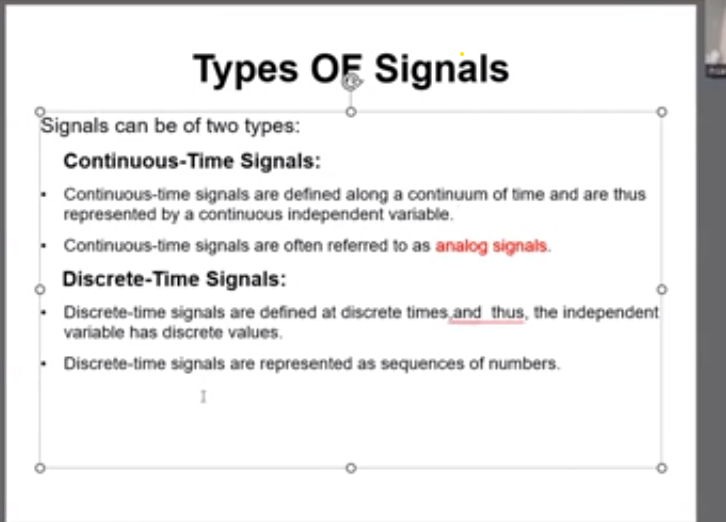 Types OF Signals
Signals can be of two types:
Continuous-Time Signals:
• Continuous-time signals are defined along a continuum of time and are thus
represented by a continuous independent variable.
• Continuous-time signals are often referred to as analog signals.
Discrete-Time Signals:
• Discrete-time signals are defined at discrete times,and  thus, the independent
variable has discrete values.
• Discrete-time signals are represented as sequences of numbers.